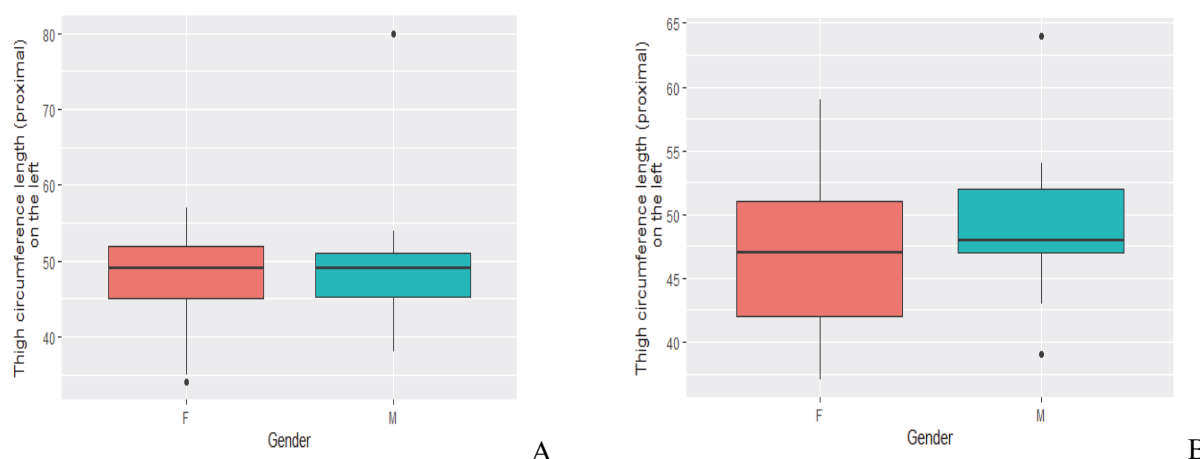 Thigh circumference length (proximal)
on the left
80
70
60
50
40
F
M
Gender
A
Thigh circumference length (proximal)
on the left
65
60
55
50
45
40
F
M
Gender
B